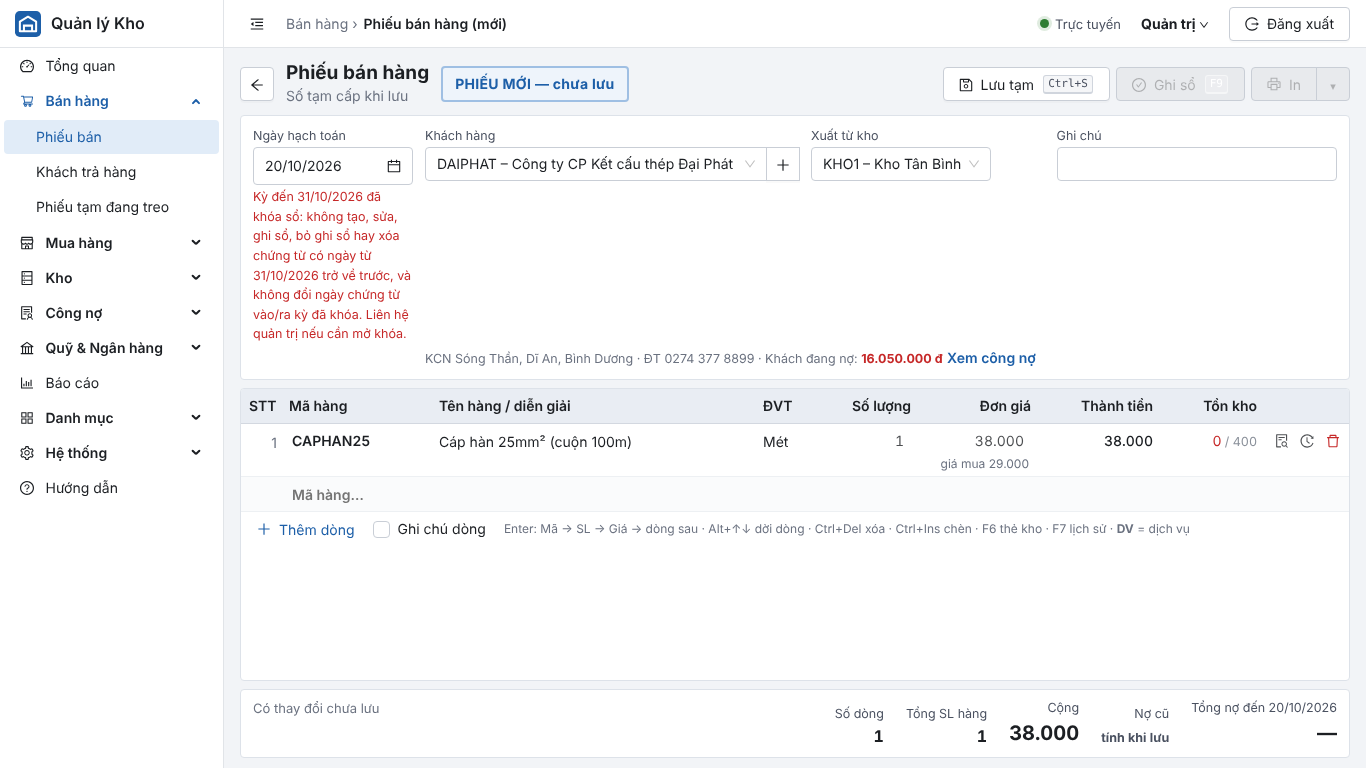 Quản lý Kho
Bán hàng › Phiếu bán hàng (mới)
Trực tuyến
Quản trị
Đăng xuất
Tổng quan
Bán hàng
Phiếu bán
Khách trả hàng
Phiếu tạm đang treo
Mua hàng
Kho
Công nợ
Quỹ & Ngân hàng
Báo cáo
Danh mục
Hệ thống
Hướng dẫn
Phiếu bán hàng
Số tạm cấp khi lưu
PHIẾU MỚI — chưa lưu
Lưu tạm Ctrl+S
Ghi sổ F9
In
Ngày hạch toán
20/10/2026
Kỳ đến 31/10/2026 đã
khóa sổ: không tạo, sửa,
ghi sổ, bỏ ghi sổ hay xóa
chứng từ có ngày từ
31/10/2026 trở về trước, và
không đổi ngày chứng từ
vào/ra kỳ đã khóa. Liên hệ
quản trị nếu cần mở khóa.
Khách hàng
DAIPHAT – Công ty CP Kết cấu thép Đại Phát
Xuất từ kho
KHO1 – Kho Tân Bình
Ghi chú
KCN Sóng Thần, Dĩ An, Bình Dương · ĐT 0274 377 8899 · Khách đang nợ: 16.050.000 đ Xem công nợ
STT Mã hàng Tên hàng / diễn giải ĐVT Số lượng Đơn giá Thành tiền Tồn kho
1 CAPHAN25 Cáp hàn 25mm² (cuộn 100m) Mét 1 38.000 38.000 0 / 400
giá mua 29.000
Mã hàng...
Thêm dòng
Ghi chú dòng
Enter: Mã → SL → Giá → dòng sau · Alt+↑↓ dời dòng · Ctrl+Del xóa · Ctrl+Ins chèn · F6 thẻ kho · F7 lịch sử · DV = dịch vụ
Có thay đổi chưa lưu
Số dòng
1
Tổng SL hàng
1
Cộng
38.000
Nợ cũ
tính khi lưu
Tổng nợ đến 20/10/2026
—